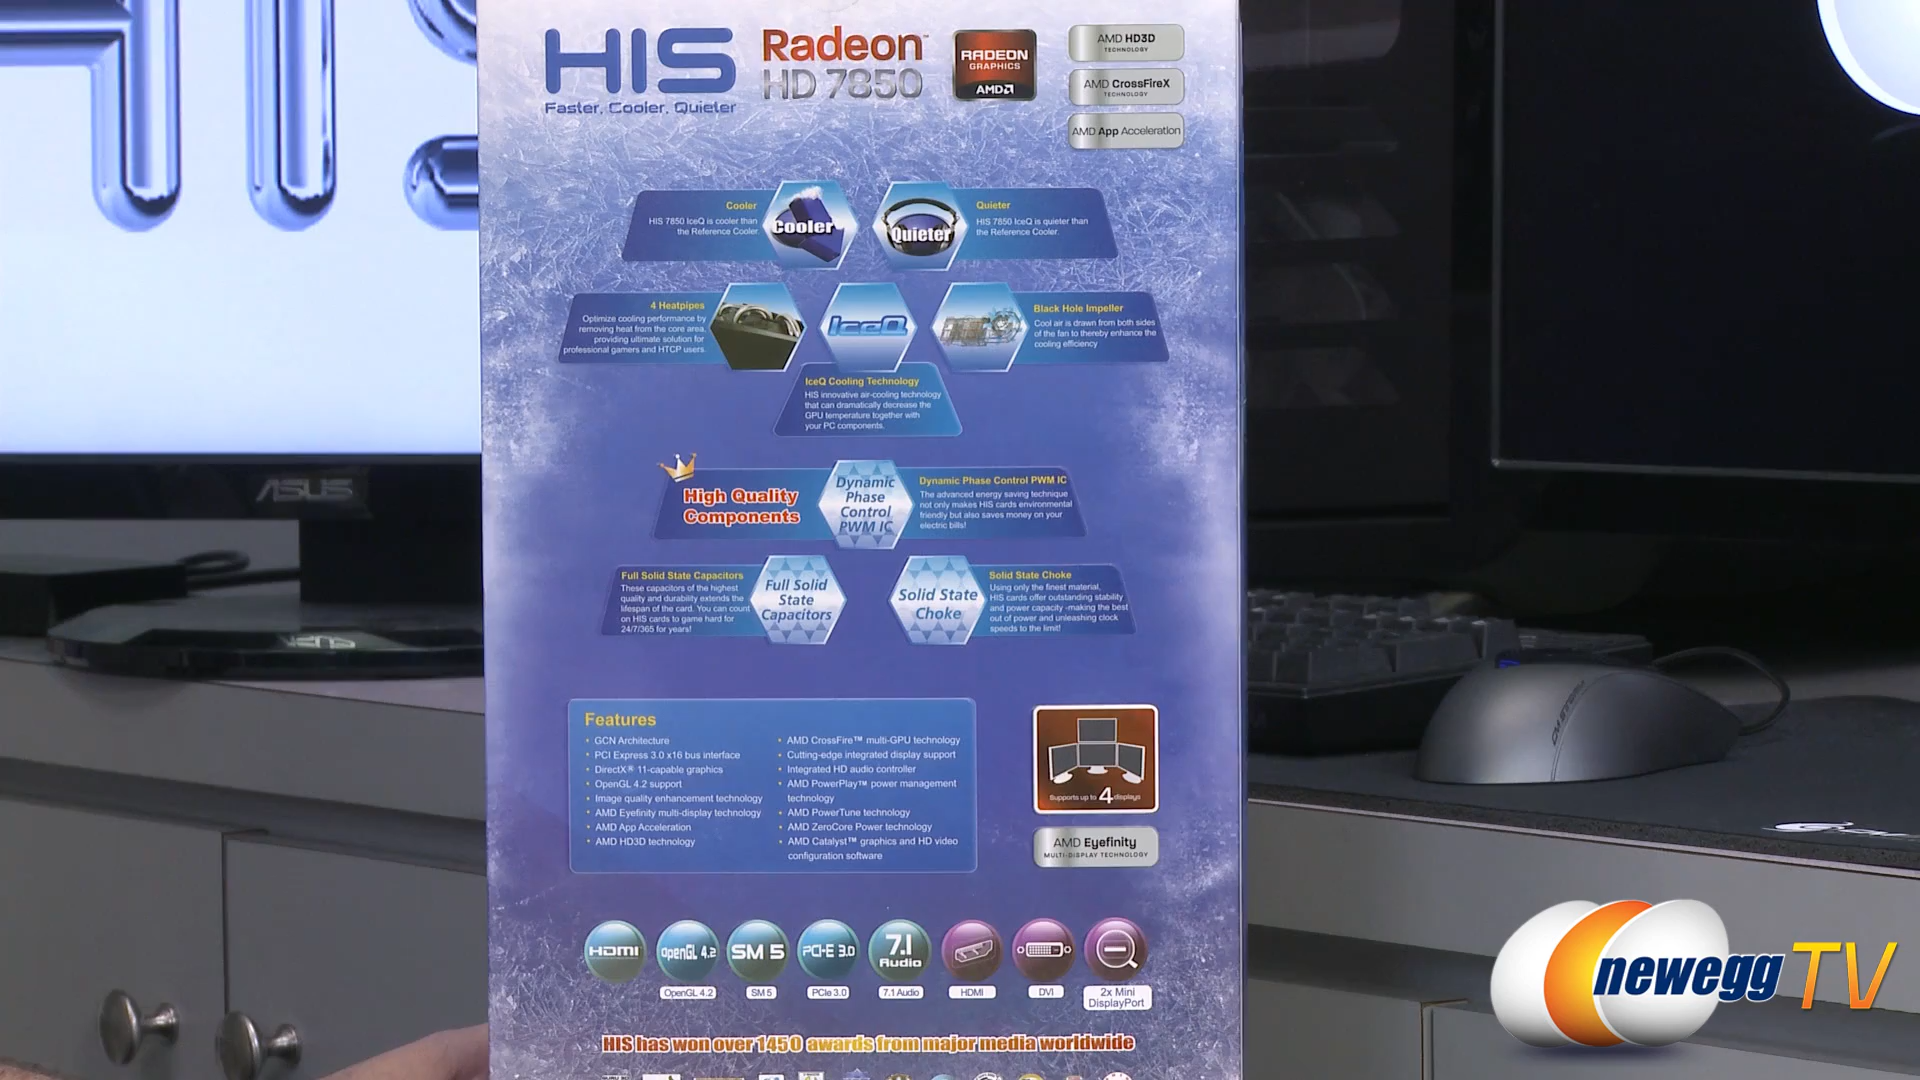 HIS
Faster, Cooler, Quieter
Radeon™
HD 7850
RADEON
GRAPHICS
AMD
AMD HD3D
TECHNOLOGY
AMD CrossFireX
TECHNOLOGY
AMD App Acceleration
Cooler
HIS 7850 IceQ is cooler than
the Reference Cooler.
Cooler
Quieter
Quieter
HIS 7850 IceQ is quieter than
the Reference Cooler.
4 Heatpipes
Optimize cooling performance by
removing heat from the core area,
providing ultimate solution for
professional gamers and HTCP users.
IceQ
Black Hole Impeller
Cool air is drawn from both sides
of the fan to thereby enhance the
cooling efficiency
IceQ Cooling Technology
HIS innovative air-cooling technology
that can dramatically decrease the
GPU temperature together with
your PC components.
High Quality
Components
Dynamic
Phase
Control
PWM IC
Dynamic Phase Control PWM IC
The advanced energy saving technique
not only makes HIS cards environmental
friendly but also saves money on your
electric bills!
Full Solid State Capacitors
These capacitors of the highest
quality and durability extends the
lifespan of the card. You can count
on HIS cards to game hard for
24/7/365 for years!
Full Solid
State
Capacitors
Solid State
Choke
Solid State Choke
Using only the finest material,
HIS cards offer outstanding stability
and power capacity -making the best
out of power and unleashing clock
speeds to the limit!
Features
• GCN Architecture
• PCI Express 3.0 x16 bus interface
• DirectX® 11-capable graphics
• OpenGL 4.2 support
• Image quality enhancement technology
• AMD Eyefinity multi-display technology
• AMD App Acceleration
• AMD HD3D technology
• AMD CrossFire™ multi-GPU technology
• Cutting-edge integrated display support
• Integrated HD audio controller
• AMD PowerPlay™ power management
technology
• AMD PowerTune technology
• AMD ZeroCore Power technology
• AMD Catalyst™ graphics and HD video
configuration software
Supports up to 4 displays
AMD Eyefinity
MULTI-DISPLAY TECHNOLOGY
HDMI
OpenGL 4.2
SM 5
PCI-E 3.0
7.1
Audio
OpenGL 4.2
SM 5
PCIe 3.0
7.1 Audio
HDMI
DVI
2x Mini
DisplayPort
HIS has won over 1450 awards from major media worldwide
HIS
ASUS
CM STORM
newegg TV